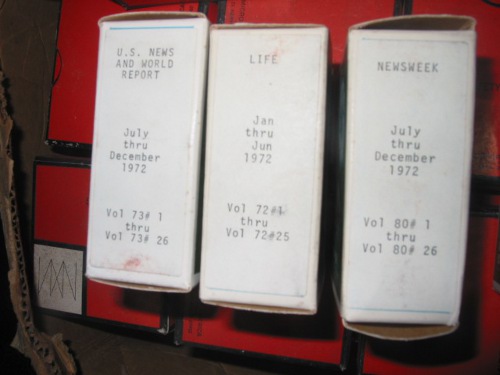 U.S. NEWS
AND WORLD
REPORT
July
thru
December
1972
Vol 73# 1
thru
Vol 73# 26
LIFE
Jan
thru
Jun
1972
Vol 72#1
thru
Vol 72#25
NEWSWEEK
July
thru
December
1972
Vol 80# 1
thru
Vol 80# 26